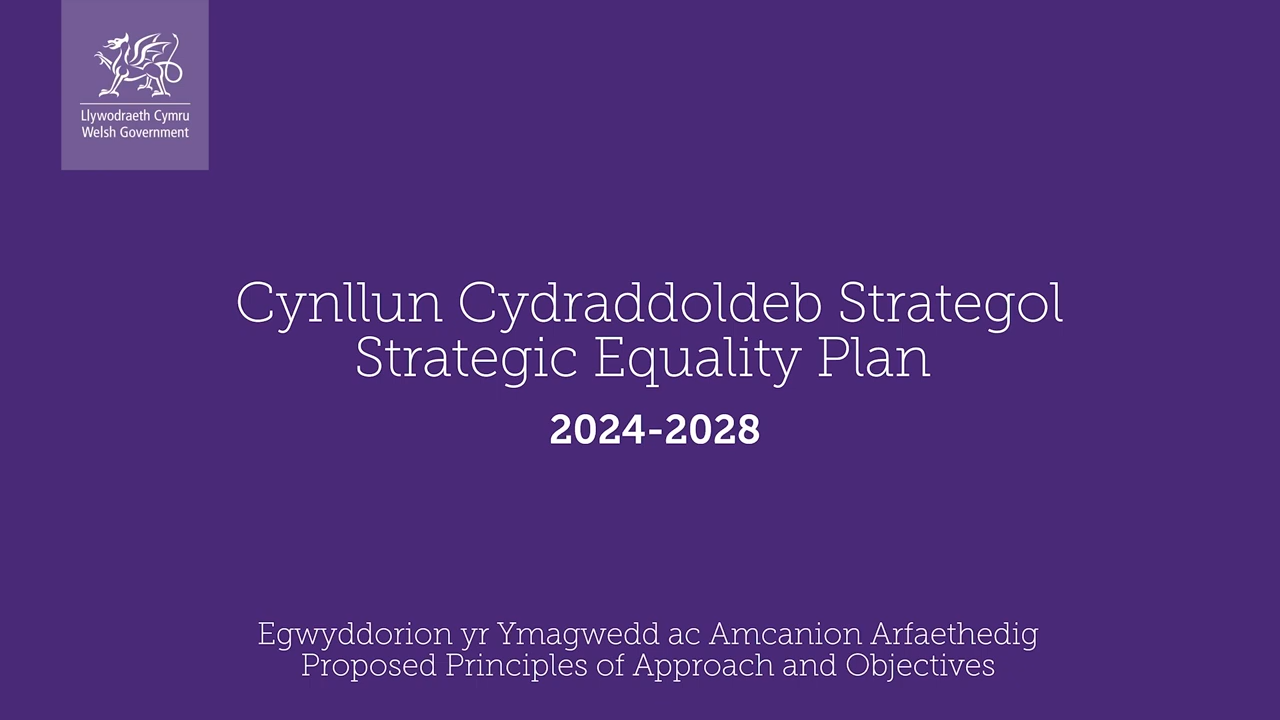 Llywodraeth Cymru
Welsh Government
Cynllun Cydraddoldeb Strategol
Strategic Equality Plan
2024-2028
Egwyddorion yr Ymagwedd ac Amcanion Arfaethedig
Proposed Principles of Approach and Objectives